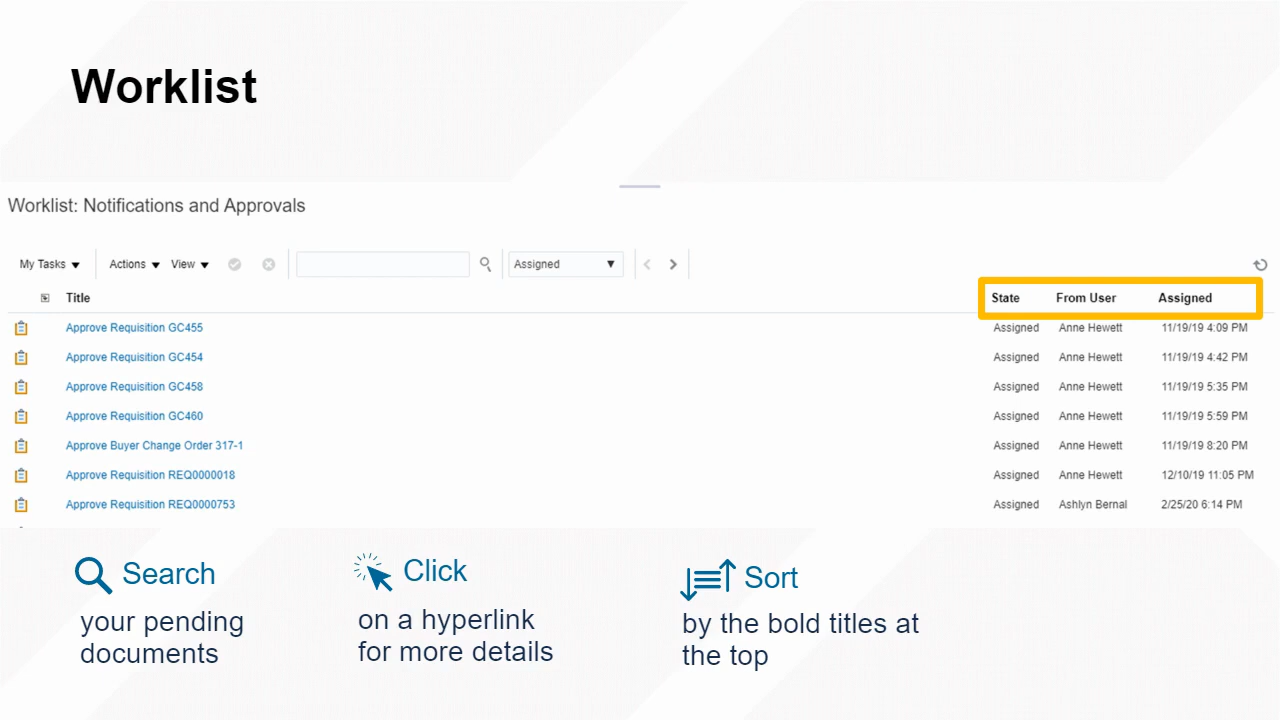 Worklist
Worklist: Notifications and Approvals
My Tasks Actions View Assigned
Title State From User Assigned
Approve Requisition GC455 Assigned Anne Hewett 11/19/19 4:09 PM
Approve Requisition GC454 Assigned Anne Hewett 11/19/19 4:42 PM
Approve Requisition GC458 Assigned Anne Hewett 11/19/19 5:35 PM
Approve Requisition GC460 Assigned Anne Hewett 11/19/19 5:59 PM
Approve Buyer Change Order 317-1 Assigned Anne Hewett 11/19/19 8:20 PM
Approve Requisition REQ0000018 Assigned Anne Hewett 12/10/19 11:05 PM
Approve Requisition REQ0000753 Assigned Ashlyn Bernal 2/25/20 6:14 PM
Search
your pending
documents
Click
on a hyperlink
for more details
Sort
by the bold titles at
the top